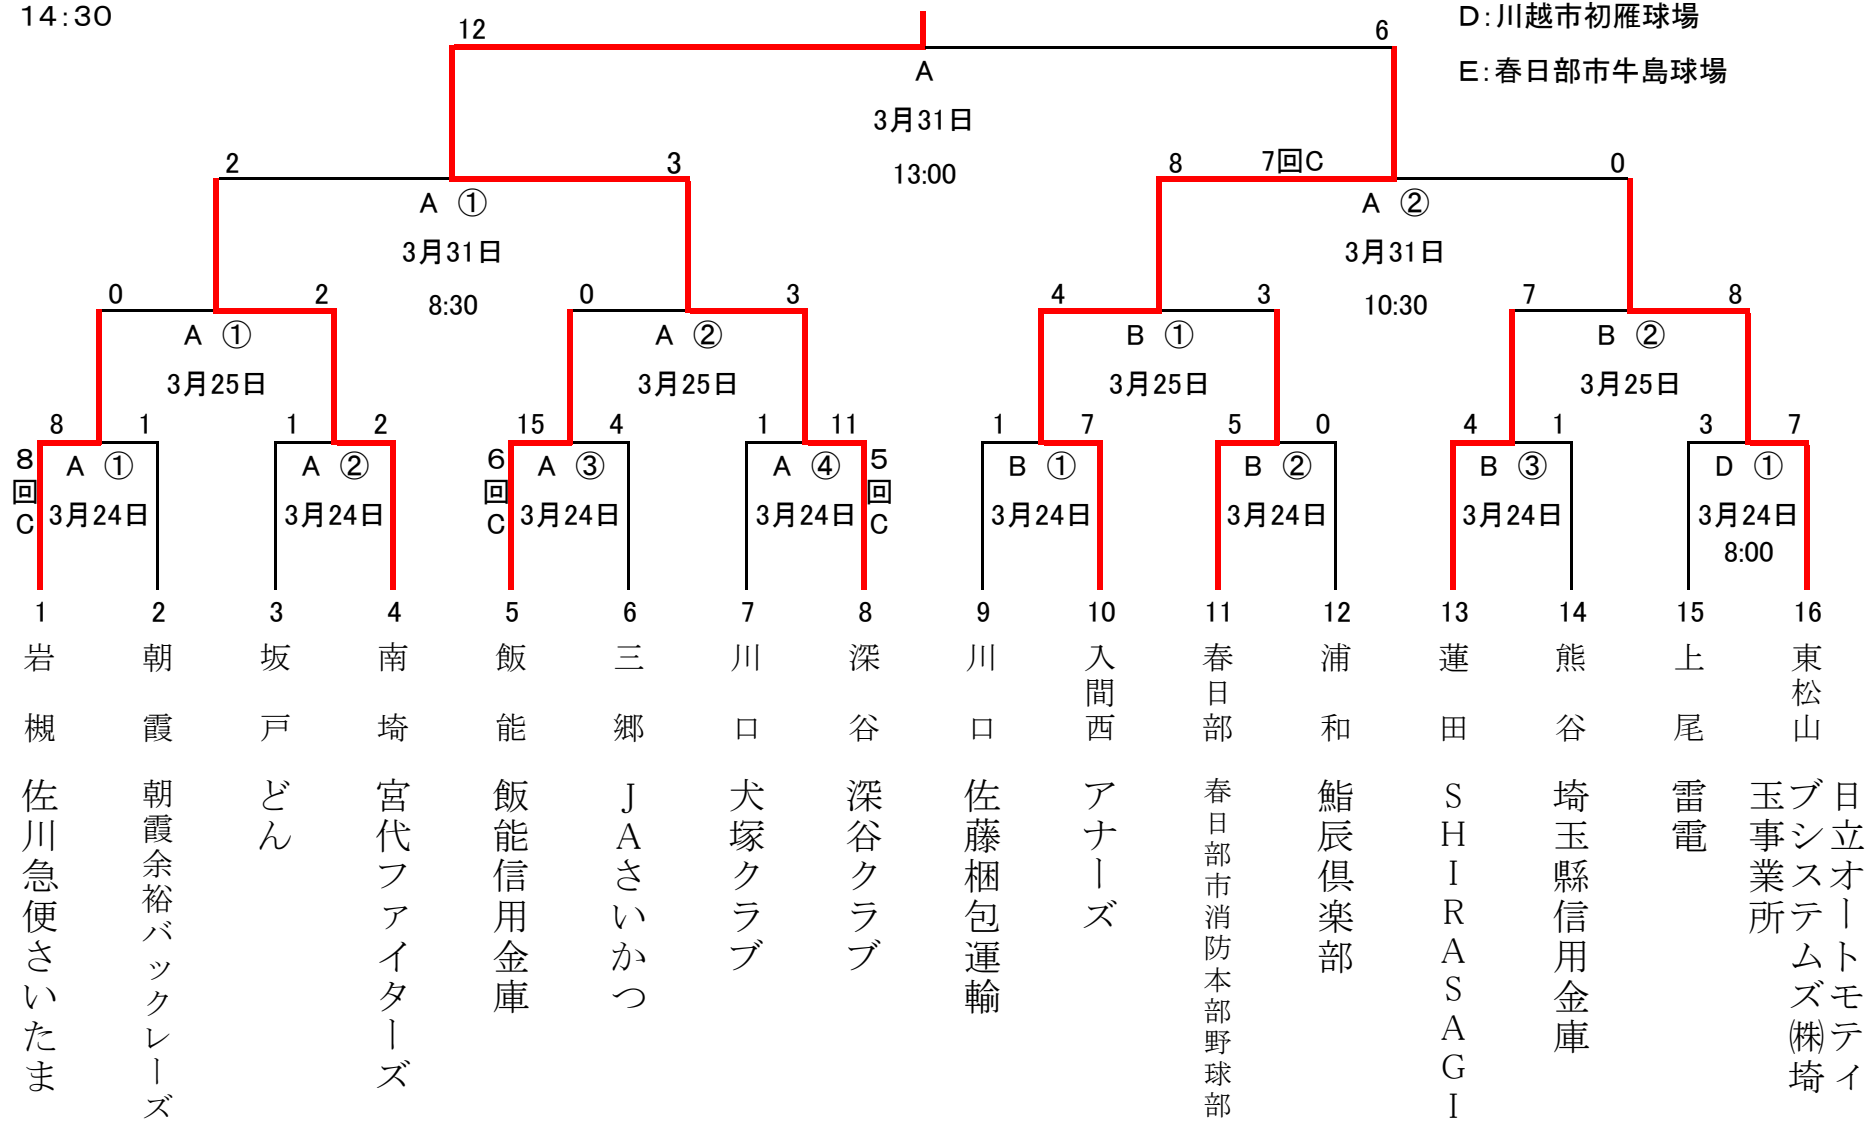 14:30
D:川越市初雁球場
E:春日部市牛島球場
12 6
A
3月31日
13:00
2 3
8 7回C 0
A ①
3月31日
8:30
A ②
3月31日
10:30
0 2
0 3
4 3
7 8
A ①
3月25日
A ②
3月25日
B ①
3月25日
B ②
3月25日
8 1
1 2
15 4
1 11
1 7
5 0
4 1
3 7
8回C
A ①
3月24日
A ②
3月24日
6回C
A ③
3月24日
A ④
3月24日
5回C
B ①
3月24日
B ②
3月24日
B ③
3月24日
D ①
3月24日
8:00
1
岩槻
佐川急便さいたま
2
朝霞
朝霞余裕バックレーズ
3
坂戸
どん
4
南埼
宮代ファイターズ
5
飯能
飯能信用金庫
6
三郷
JAさいかつ
7
川口
犬塚クラブ
8
深谷
深谷クラブ
9
川口
佐藤梱包運輸
10
入間西
アナーズ
11
春日部
春日部市消防本部野球部
12
浦和
鮨辰倶楽部
13
蓮田
SHIRASAGI
14
熊谷
埼玉縣信用金庫
15
上尾
雷電
16
東松山
日立オートモティ
ブシステムズ㈱埼
玉事業所